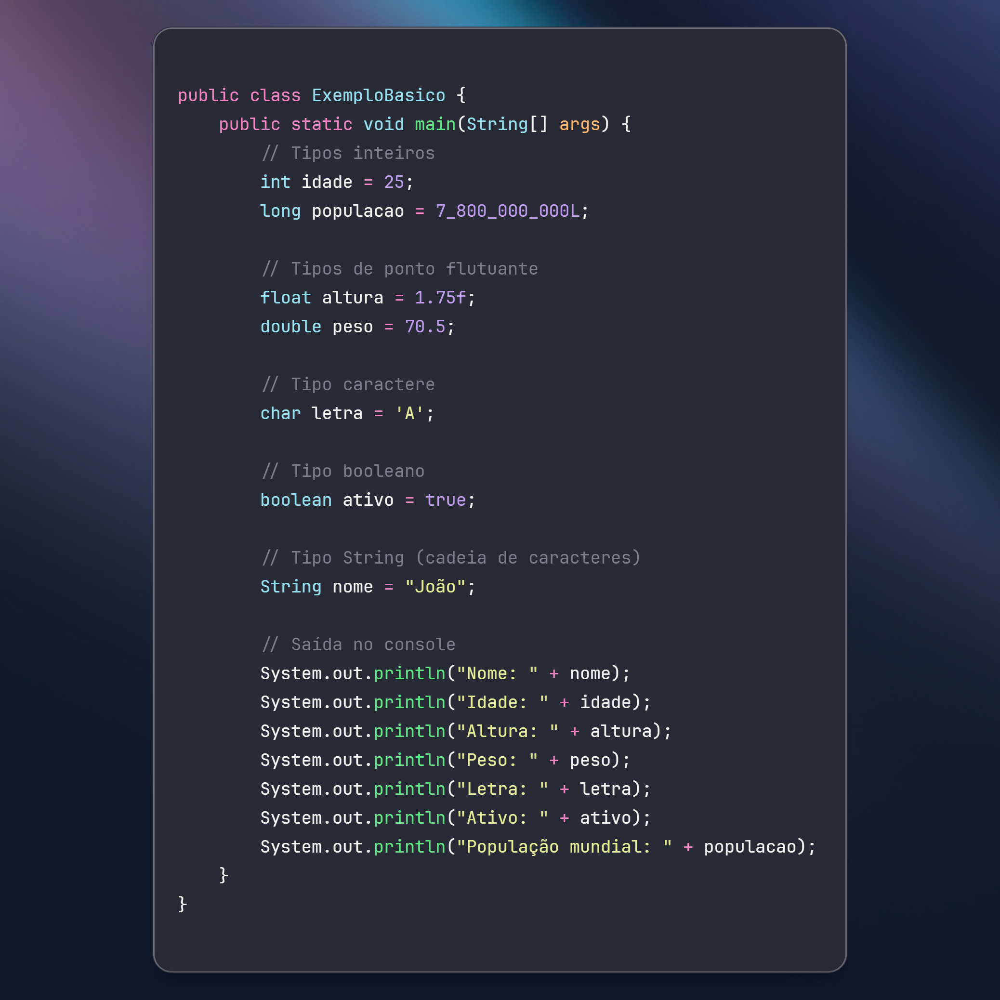 public class ExemploBasico {
    public static void main(String[] args) {
        // Tipos inteiros
        int idade = 25;
        long populacao = 7_800_000_000L;

        // Tipos de ponto flutuante
        float altura = 1.75f;
        double peso = 70.5;

        // Tipo caractere
        char letra = 'A';

        // Tipo booleano
        boolean ativo = true;

        // Tipo String (cadeia de caracteres)
        String nome = "João";

        // Saída no console
        System.out.println("Nome: " + nome);
        System.out.println("Idade: " + idade);
        System.out.println("Altura: " + altura);
        System.out.println("Peso: " + peso);
        System.out.println("Letra: " + letra);
        System.out.println("Ativo: " + ativo);
        System.out.println("População mundial: " + populacao);
    }
}